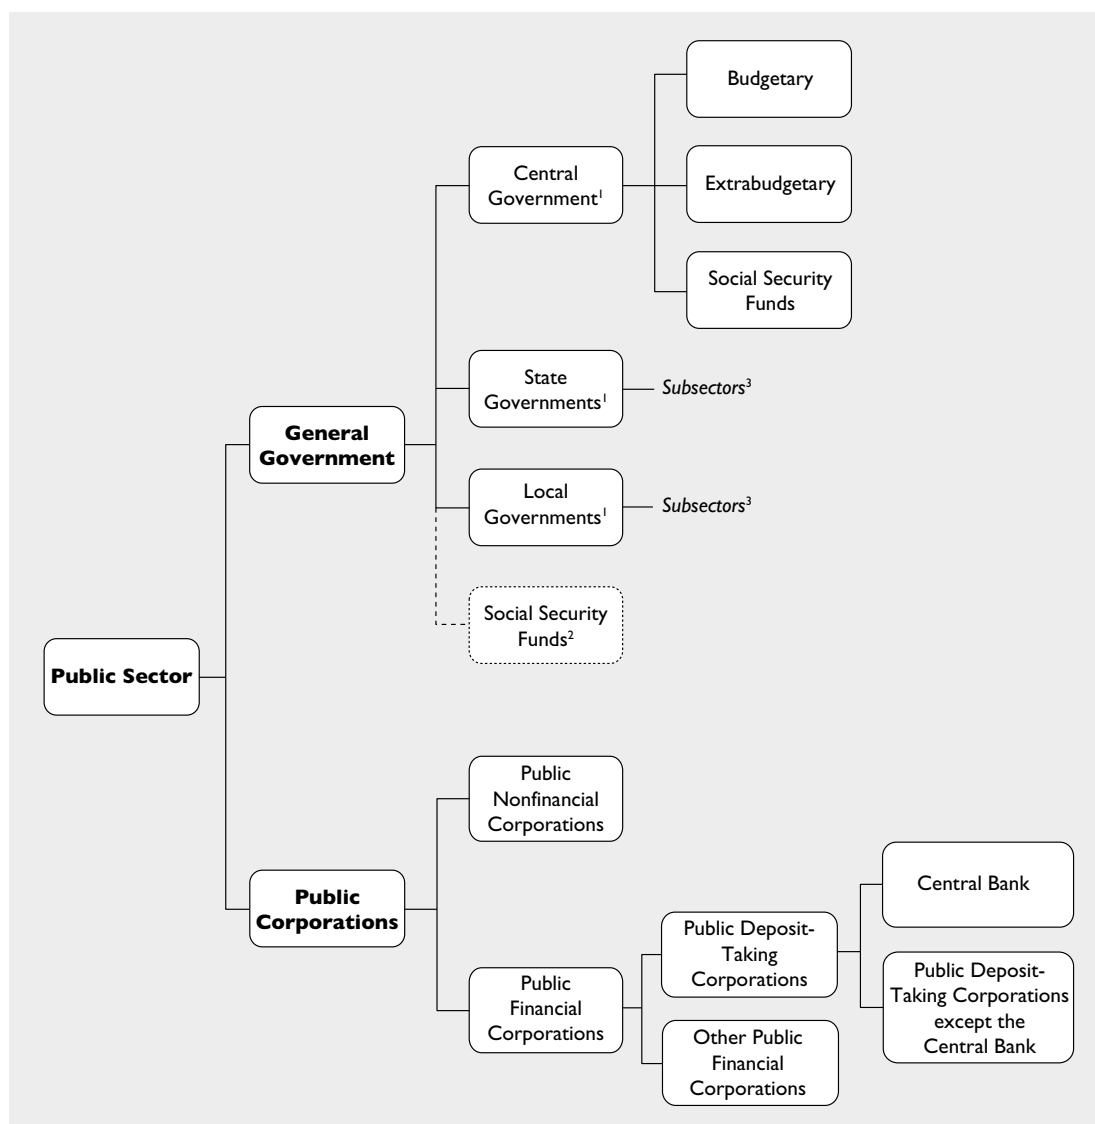 Budgetary
Central
Government¹
Extrabudgetary
Social Security
Funds
State
Governments¹
Subsectors³
General
Government
Local
Governments¹
Subsectors³
Social Security
Funds²
Public Sector
Public
Nonfinancial
Corporations
Public
Corporations
Central Bank
Public Deposit-
Taking
Corporations
Public
Financial
Corporations
Public Deposit-
Taking Corporations
except the
Central Bank
Other Public
Financial
Corporations